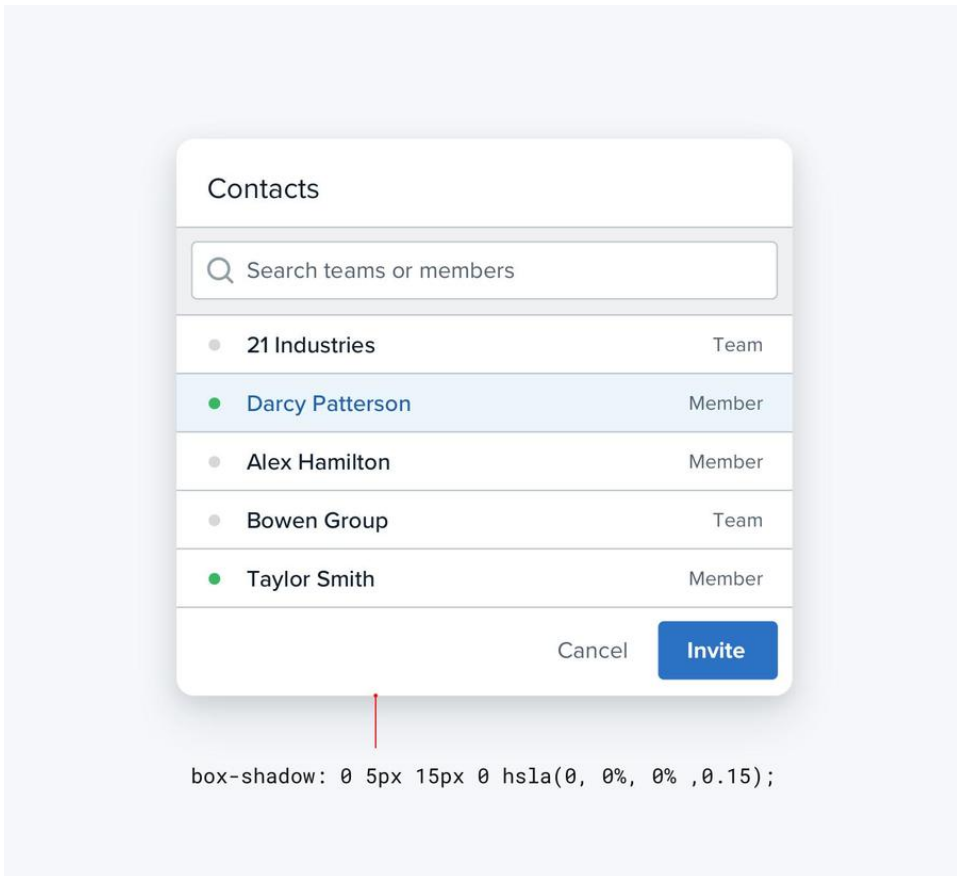 Contacts
Search teams or members
21 Industries Team
Darcy Patterson Member
Alex Hamilton Member
Bowen Group Team
Taylor Smith Member
Cancel Invite
box-shadow: 0 5px 15px 0 hsla(0, 0%, 0% ,0.15);